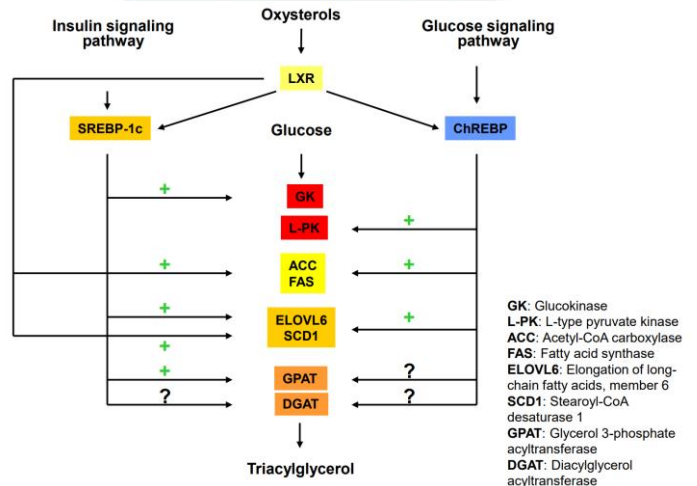 Oxysterols
Insulin signaling
pathway
Glucose signaling
pathway
LXR
SREBP-1c
Glucose
ChREBP
+
GK
L-PK
+
+
ACC
FAS
+
+
ELOVL6
SCD1
+
+
+
GPAT
?
?
DGAT
?
Triacylglycerol
GK: Glucokinase
L-PK: L-type pyruvate kinase
ACC: Acetyl-CoA carboxylase
FAS: Fatty acid synthase
ELOVL6: Elongation of long-
chain fatty acids, member 6
SCD1: Stearoyl-CoA
desaturase 1
GPAT: Glycerol 3-phosphate
acyltransferase
DGAT: Diacylglycerol
acyltransferase